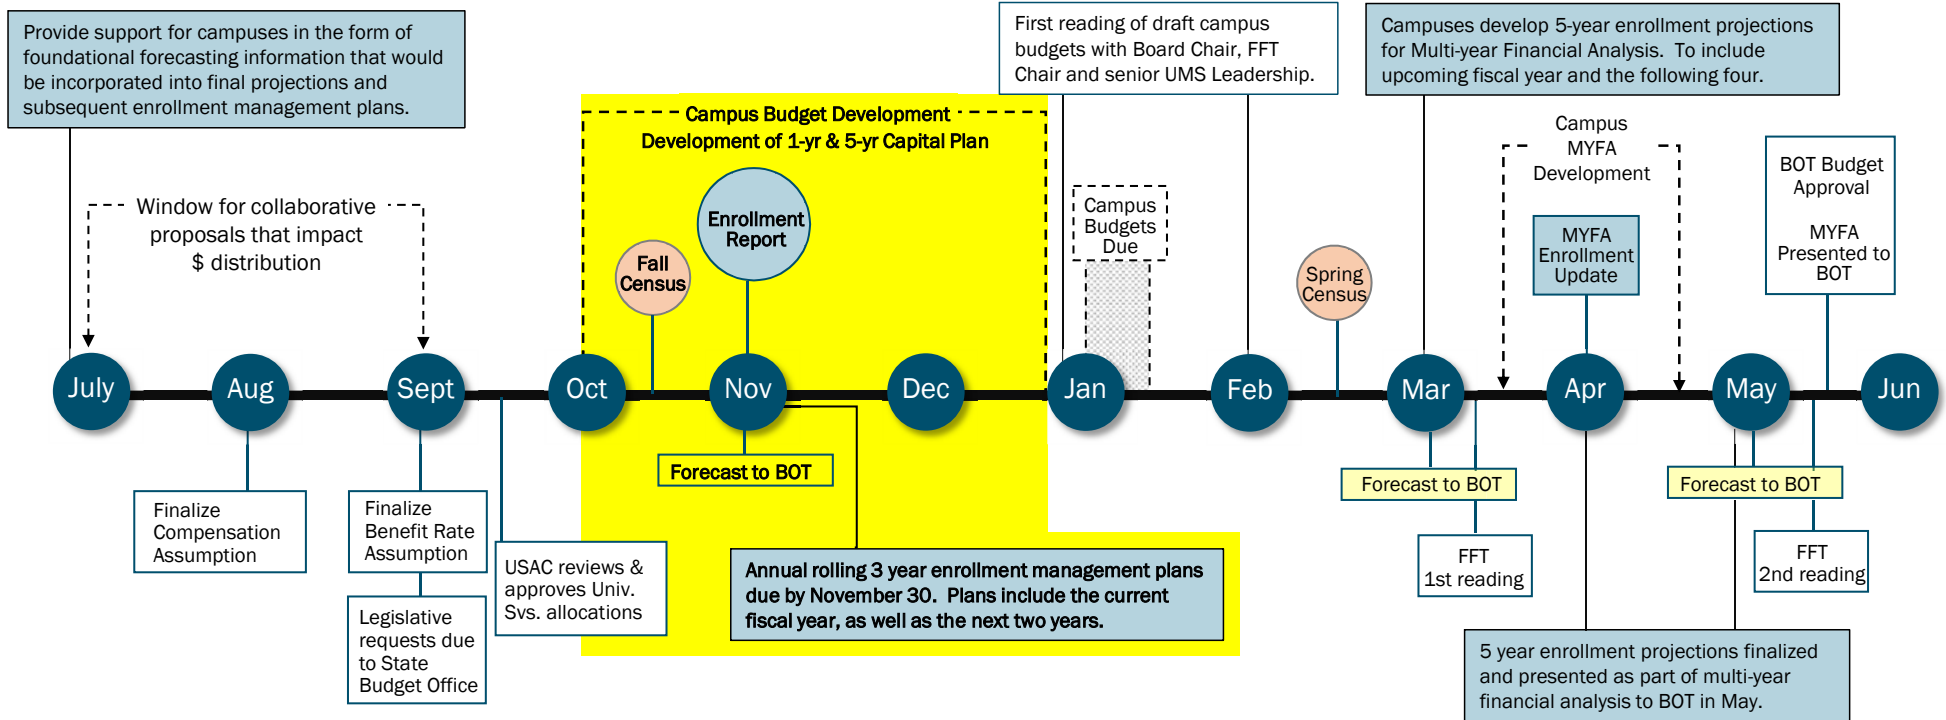 Provide support for campuses in the form of
foundational forecasting information that would
be incorporated into final projections and
subsequent enrollment management plans.
First reading of draft campus
budgets with Board Chair, FFT
Chair and senior UMS Leadership.
Campuses develop 5-year enrollment projections
for Multi-year Financial Analysis. To include
upcoming fiscal year and the following four.
Campus Budget Development
Development of 1-yr & 5-yr Capital Plan
Window for collaborative
proposals that impact
$ distribution
Fall
Census
Enrollment
Report
Campus
Budgets
Due
Spring
Census
Campus
MYFA
Development
MYFA
Enrollment
Update
BOT Budget
Approval
MYFA
Presented to
BOT
July
Aug
Sept
Oct
Nov
Dec
Jan
Feb
Mar
Apr
May
Jun
Finalize
Compensation
Assumption
Finalize
Benefit Rate
Assumption
Legislative
requests due
to State
Budget Office
USAC reviews &
approves Univ.
Svs. allocations
Forecast to BOT
Annual rolling 3 year enrollment management plans
due by November 30. Plans include the current
fiscal year, as well as the next two years.
Forecast to BOT
FFT
1st reading
Forecast to BOT
FFT
2nd reading
5 year enrollment projections finalized
and presented as part of multi-year
financial analysis to BOT in May.